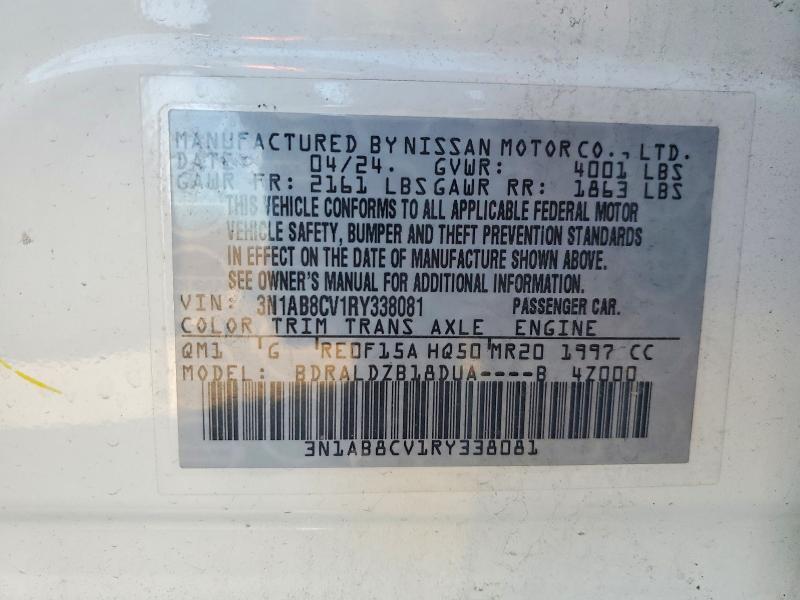 MANUFACTURED BY NISSAN MOTOR CO., LTD.
DATE: 04/24. GVWR: 4001 LBS
GAWR FR: 2161 LBS GAWR RR: 1863 LBS
THIS VEHICLE CONFORMS TO ALL APPLICABLE FEDERAL MOTOR
VEHICLE SAFETY, BUMPER AND THEFT PREVENTION STANDARDS
IN EFFECT ON THE DATE OF MANUFACTURE SHOWN ABOVE.
SEE OWNER'S MANUAL FOR ADDITIONAL INFORMATION.
VIN: 3N1AB8CV1RY338081 PASSENGER CAR.
COLOR TRIM TRANS AXLE ENGINE
QM1 G RE0F15A HQ50 MR20 1997 CC
MODEL: BDRALDZB18DUA----B 4Z000
3N1AB8CV1RY338081